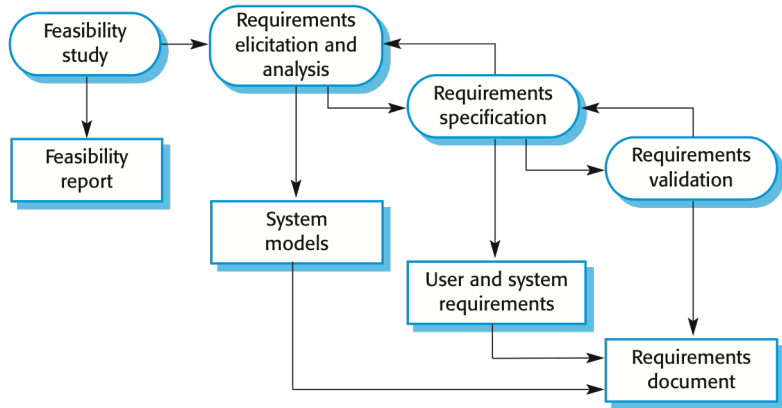 Feasibility
study
Requirements
elicitation and
analysis
Requirements
specification
Requirements
validation
Feasibility
report
System
models
User and system
requirements
Requirements
document